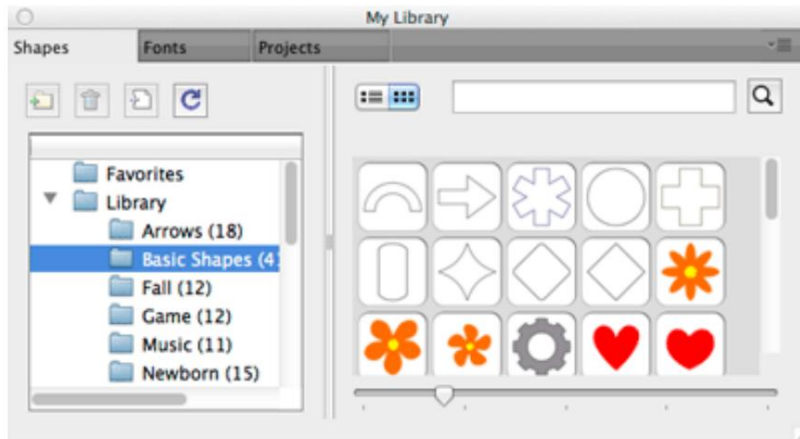 My Library
Shapes Fonts Projects
Favorites
Library
Arrows (18)
Basic Shapes (4
Fall (12)
Game (12)
Music (11)
Newborn (15)